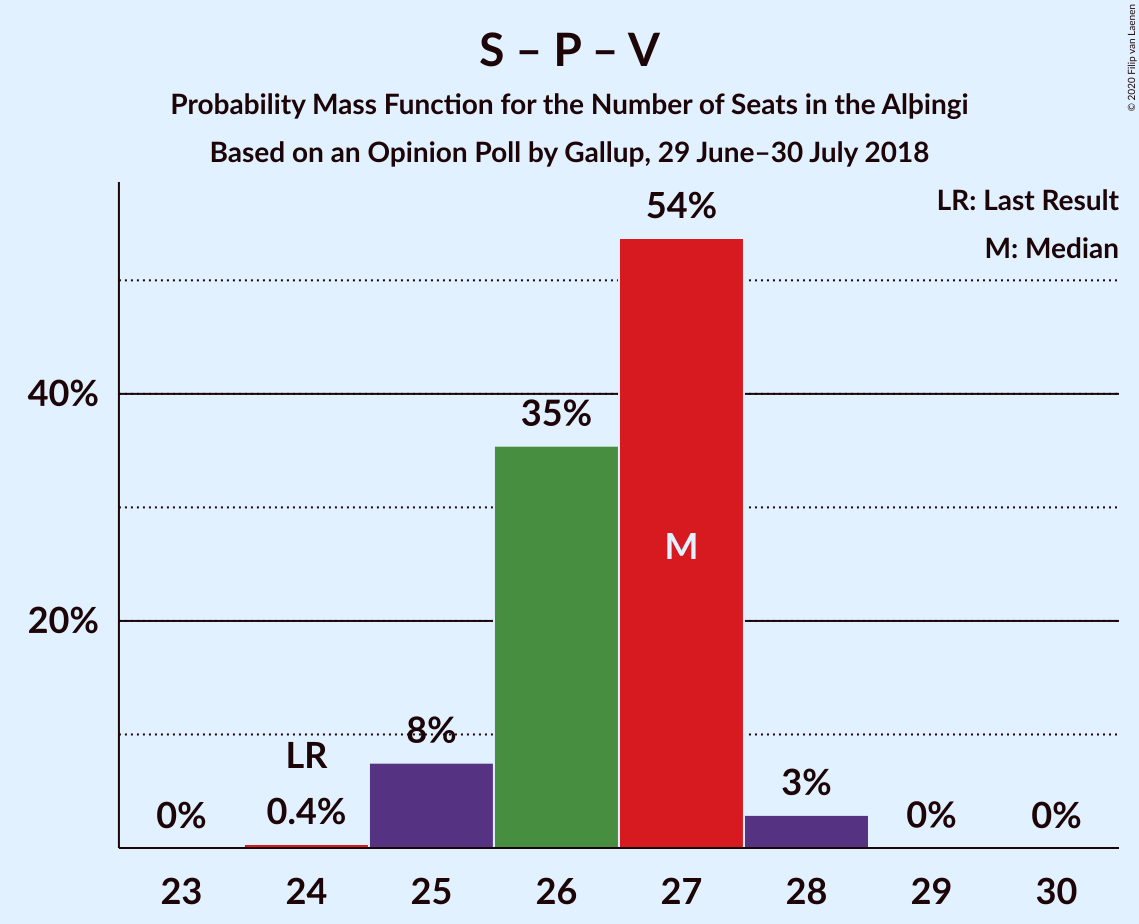 S – P – V
Probability Mass Function for the Number of Seats in the Alþingi
Based on an Opinion Poll by Gallup, 29 June–30 July 2018
© 2020 Filip van Laenen
LR: Last Result
M: Median
54%
40%
35%
M
20%
8%
LR
3%
0%
0.4%
0%
0%
23
24
25
26
27
28
29
30